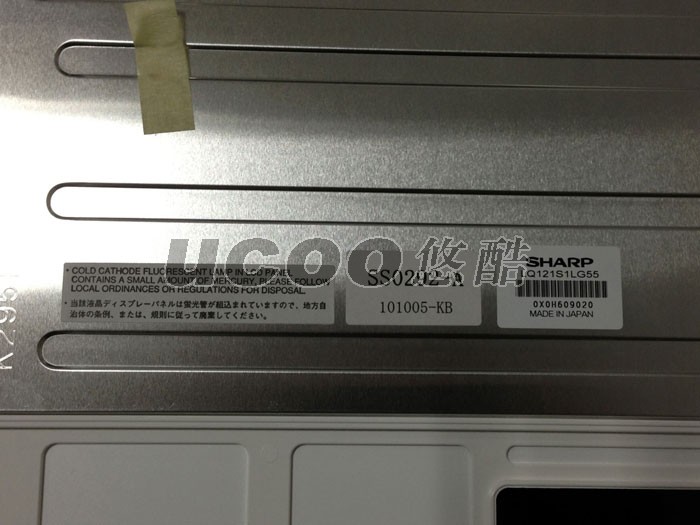 UCOO 悠酷
• COLD CATHODE FLUORESCENT LAMP IN LCD PANEL
CONTAINS A SMALL AMOUNT OF MERCURY, PLEASE FOLLOW
LOCAL ORDINANCES OR REGULATIONS FOR DISPOSAL.
• 当該液晶ディスプレーパネルは蛍光管が組込まれていますので、地方自
治体の条例、または、規則に従って廃棄してください。
SS0202-A
101005-KB
SHARP
LQ121S1LG55
0X0H609020
MADE IN JAPAN